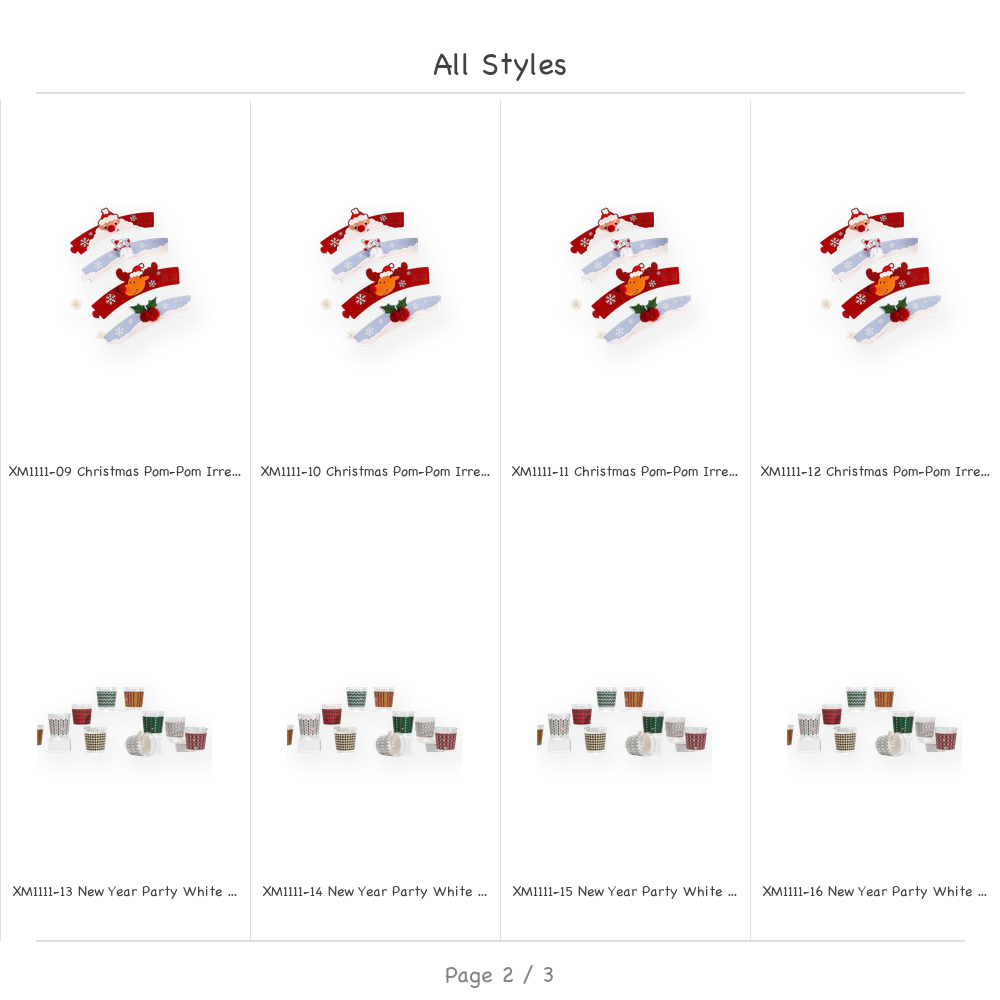 All Styles
XM1111-09 Christmas Pom-Pom Irre...
XM1111-10 Christmas Pom-Pom Irre...
XM1111-11 Christmas Pom-Pom Irre...
XM1111-12 Christmas Pom-Pom Irre...
XM1111-13 New Year Party White ...
XM1111-14 New Year Party White ...
XM1111-15 New Year Party White ...
XM1111-16 New Year Party White ...
Page 2 / 3